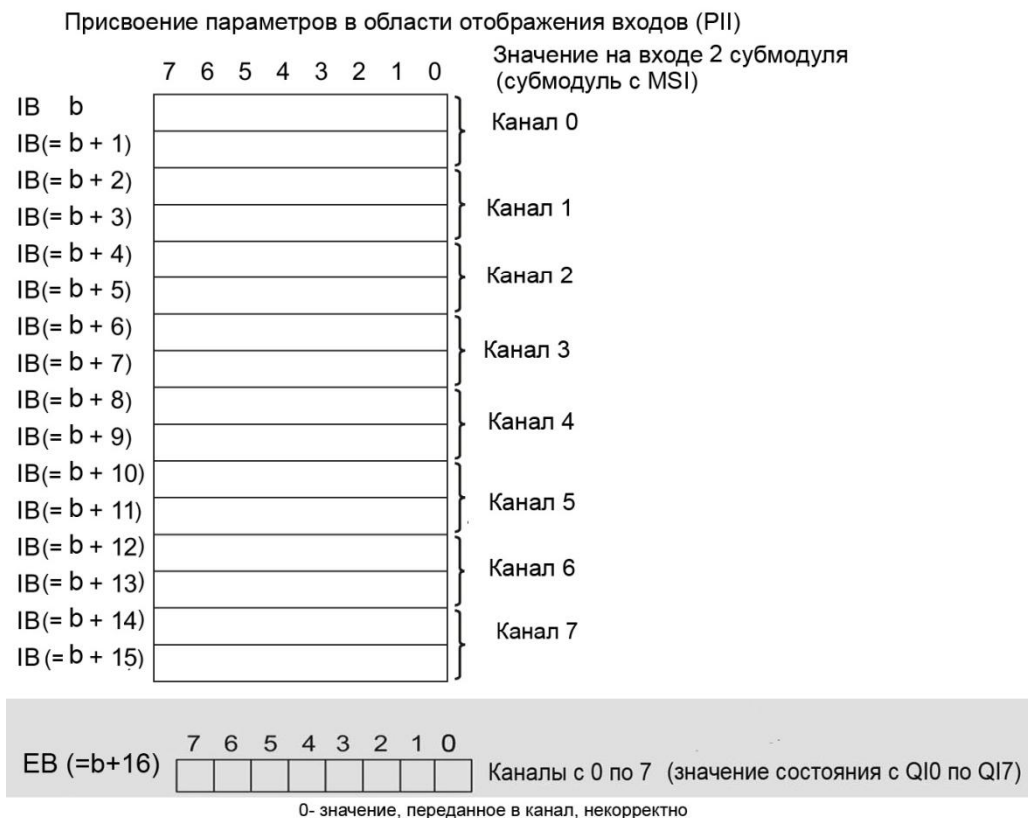 Присвоение параметров в области отображения входов (PII)
Значение на входе 2 субмодуля
(субмодуль с MSI)
7 6 5 4 3 2 1 0
IB b
Канал 0
IB(= b + 1)
IB(= b + 2)
Канал 1
IB(= b + 3)
IB(= b + 4)
Канал 2
IB(= b + 5)
IB(= b + 6)
Канал 3
IB(= b + 7)
IB(= b + 8)
Канал 4
IB(= b + 9)
IB(= b + 10)
Канал 5
IB(= b + 11)
IB(= b + 12)
Канал 6
IB(= b + 13)
IB(= b + 14)
Канал 7
IB (= b + 15)
7 6 5 4 3 2 1 0
EB (=b+16) Каналы с 0 по 7 (значение состояния с QI0 по QI7)
0- значение, переданное в канал, некорректно